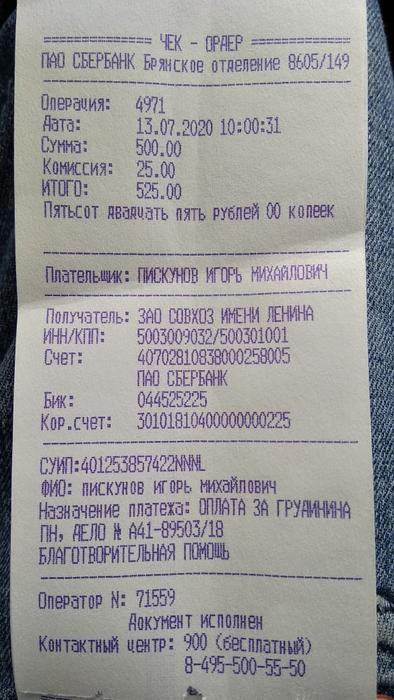 ============== ЧЕК - ОРДЕР ==============
ПАО СБЕРБАНК Брянское отделение 8605/149
Операция: 4971
Дата: 13.07.2020 10:00:31
Сумма: 500.00
Комиссия: 25.00
ИТОГО: 525.00
Пятьсот двадцать пять рублей 00 копеек
Плательщик: ПИСКУНОВ ИГОРЬ МИХАЙЛОВИЧ
Получатель: ЗАО СОВХОЗ ИМЕНИ ЛЕНИНА
ИНН/КПП: 5003009032/500301001
Счет: 40702810838000258005
ПАО СБЕРБАНК
Бик: 044525225
Кор.счет: 30101810400000000225
СУИП:401253857422NNNL
ФИО: пискунов игорь михайлович
Назначение платежа: ОПЛАТА ЗА ГРУДИНИНА
ПН, ДЕЛО № А41-89503/18
БЛАГОТВОРИТЕЛЬНАЯ ПОМОЩЬ
Оператор N: 71559
Документ исполнен
Контактный центр: 900 (бесплатный)
8-495-500-55-50